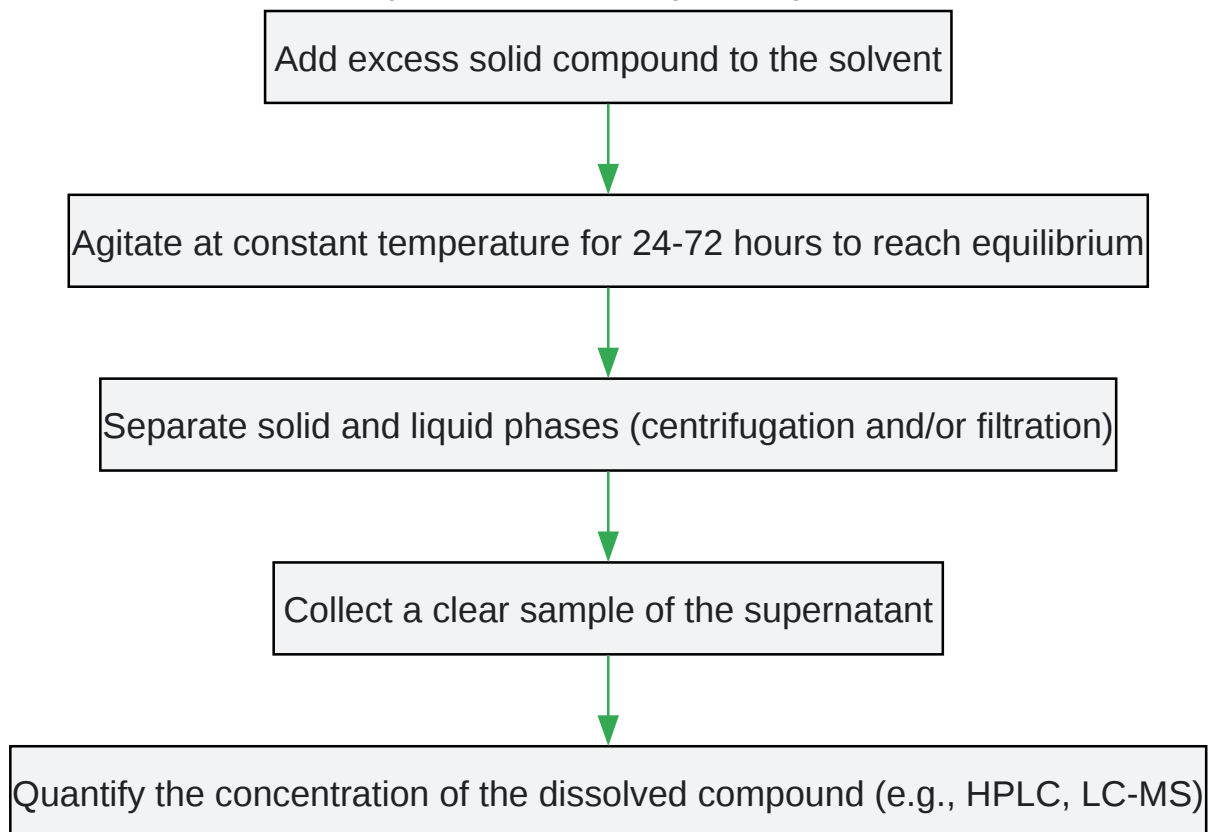 Add excess solid compound to the solvent
Agitate at constant temperature for 24-72 hours to reach equilibrium
Separate solid and liquid phases (centrifugation and/or filtration)
Collect a clear sample of the supernatant
Quantify the concentration of the dissolved compound (e.g., HPLC, LC-MS)